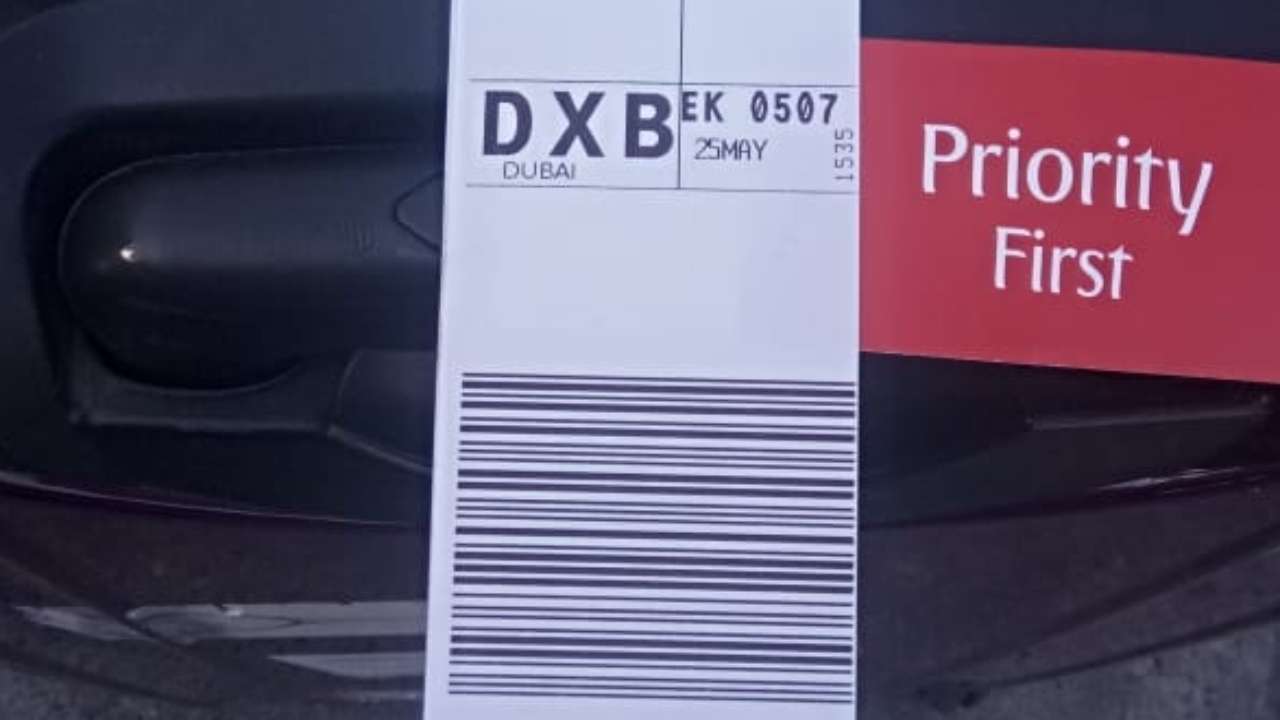 DXB
DUBAI
EK 0507
25MAY
1535
Priority
First